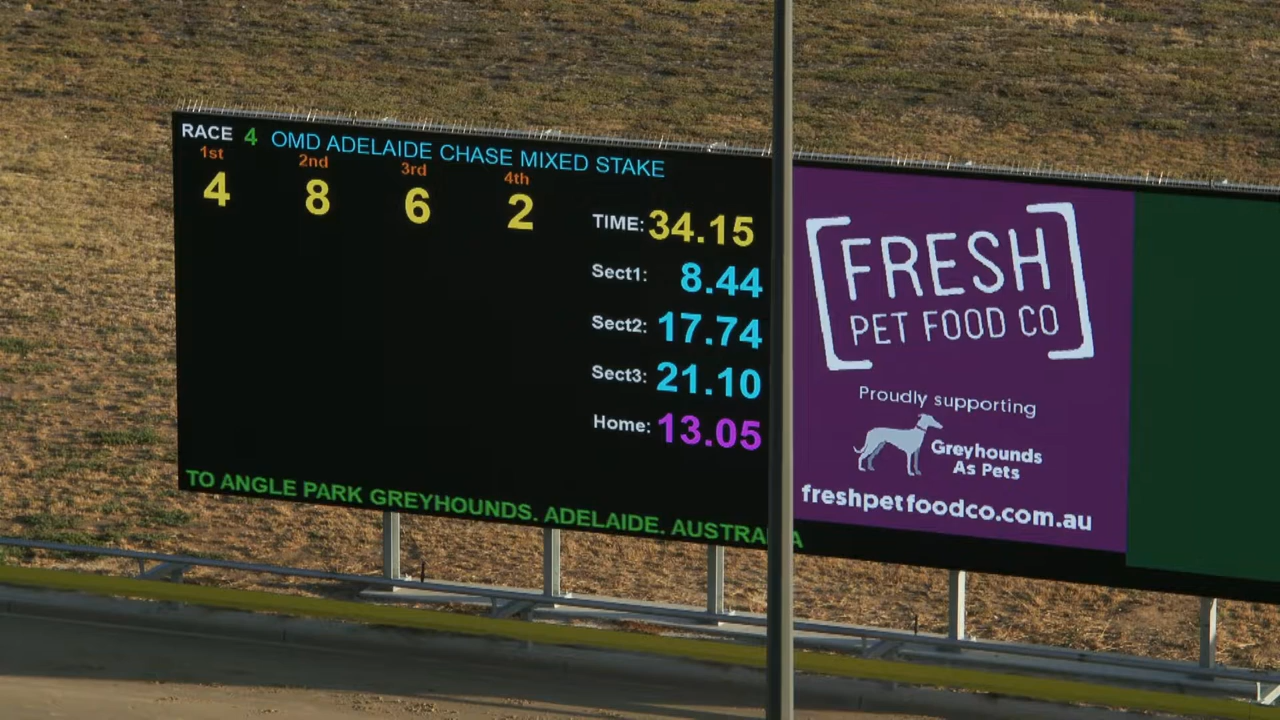 RACE 4 OMD ADELAIDE CHASE MIXED STAKE
1st 2nd 3rd 4th
4 8 6 2
TIME: 34.15
Sect1: 8.44
Sect2: 17.74
Sect3: 21.10
Home: 13.05
TO ANGLE PARK GREYHOUNDS. ADELAIDE. AUSTRALIA
FRESH
PET FOOD CO
Proudly supporting
Greyhounds
As Pets
freshpetfoodco.com.au